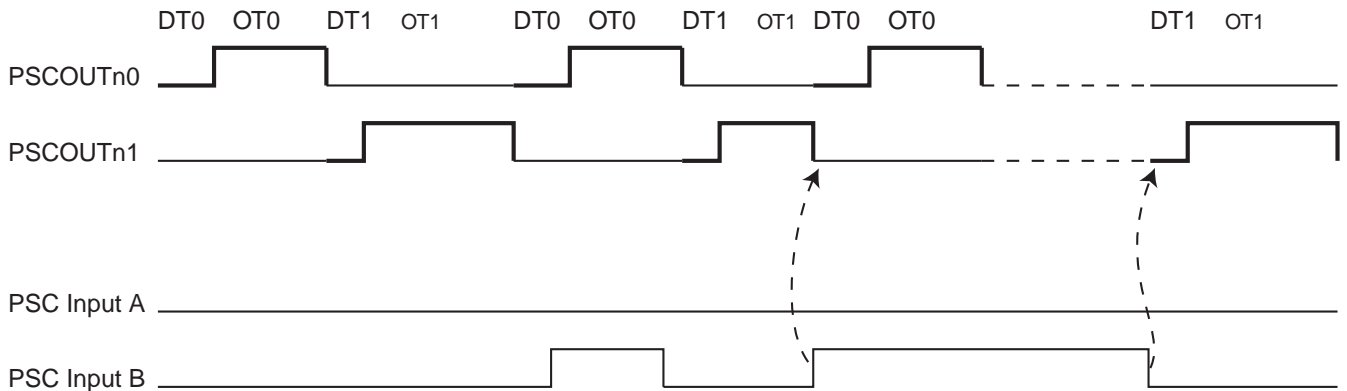 DT0 OT0 DT1 OT1 DT0 OT0 DT1 OT1 DT0 OT0 DT1 OT1
PSCOUTn0
PSCOUTn1
PSC Input A
PSC Input B